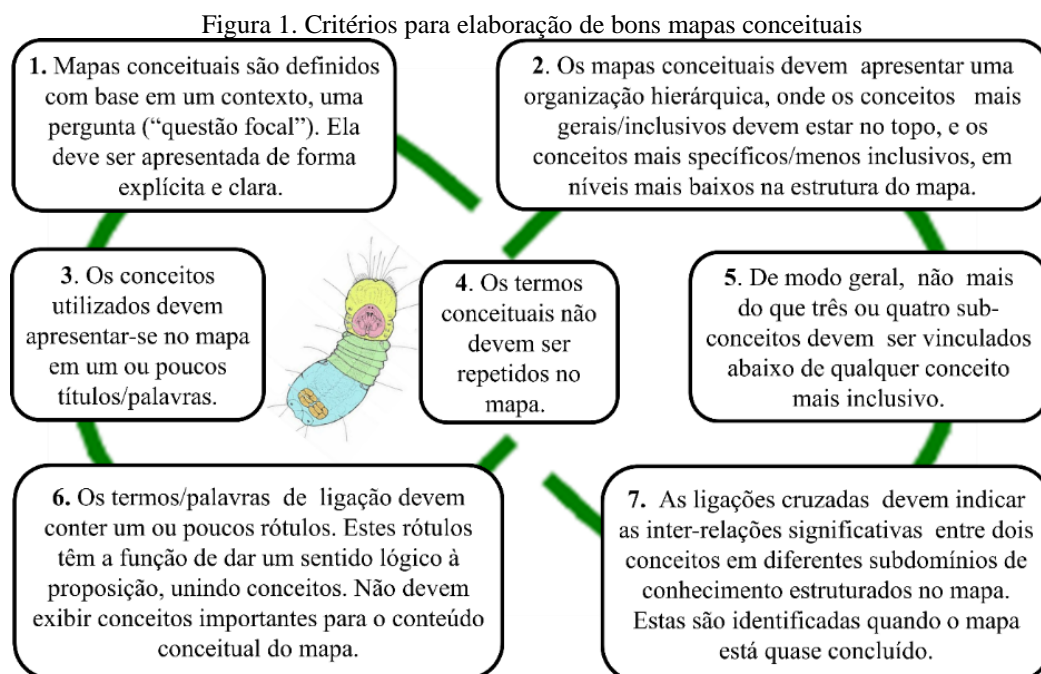 Figura 1. Critérios para elaboração de bons mapas conceituais
1. Mapas conceituais são definidos
com base em um contexto, uma
pergunta (“questão focal”). Ela
deve ser apresentada de forma
explícita e clara.
2. Os mapas conceituais devem apresentar uma
organização hierárquica, onde os conceitos mais
gerais/inclusivos devem estar no topo, e os
conceitos mais specíficos/menos inclusivos, em
níveis mais baixos na estrutura do mapa.
3. Os conceitos
utilizados devem
apresentar-se no mapa
em um ou poucos
títulos/palavras.
4. Os termos
conceituais não
devem ser
repetidos no
mapa.
5. De modo geral, não mais
do que três ou quatro sub-
conceitos devem ser vinculados
abaixo de qualquer conceito
mais inclusivo.
6. Os termos/palavras de ligação devem
conter um ou poucos rótulos. Estes rótulos
têm a função de dar um sentido lógico à
proposição, unindo conceitos. Não devem
exibir conceitos importantes para o conteúdo
conceitual do mapa.
7. As ligações cruzadas devem indicar
as inter-relações significativas entre dois
conceitos em diferentes subdomínios de
conhecimento estruturados no mapa.
Estas são identificadas quando o mapa
está quase concluído.